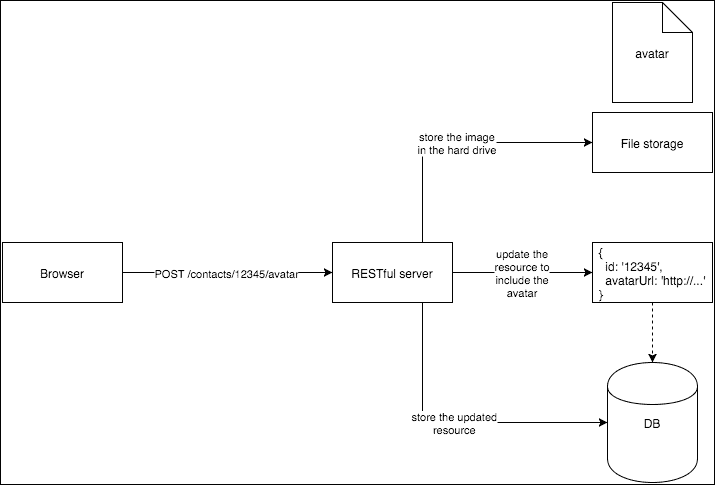 avatar
store the image
in the hard drive
File storage
Browser
POST /contacts/12345/avatar
RESTful server
update the
resource to
include the
avatar
{
id: '12345',
avatarUrl: 'http://...'
}
store the updated
resource
DB